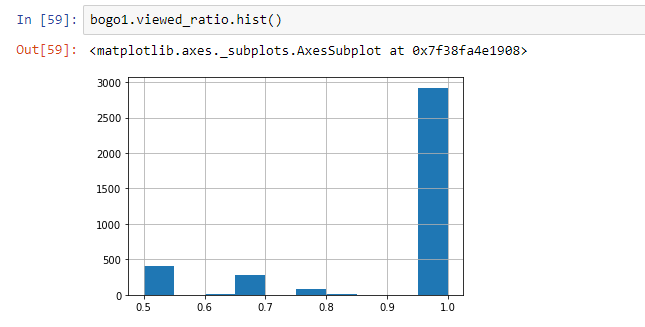 In [59]: bogo1.viewed_ratio.hist()
Out[59]: <matplotlib.axes._subplots.AxesSubplot at 0x7f38fa4e1908>
3000
2500
2000
1500
1000
500
0
0.5 0.6 0.7 0.8 0.9 1.0